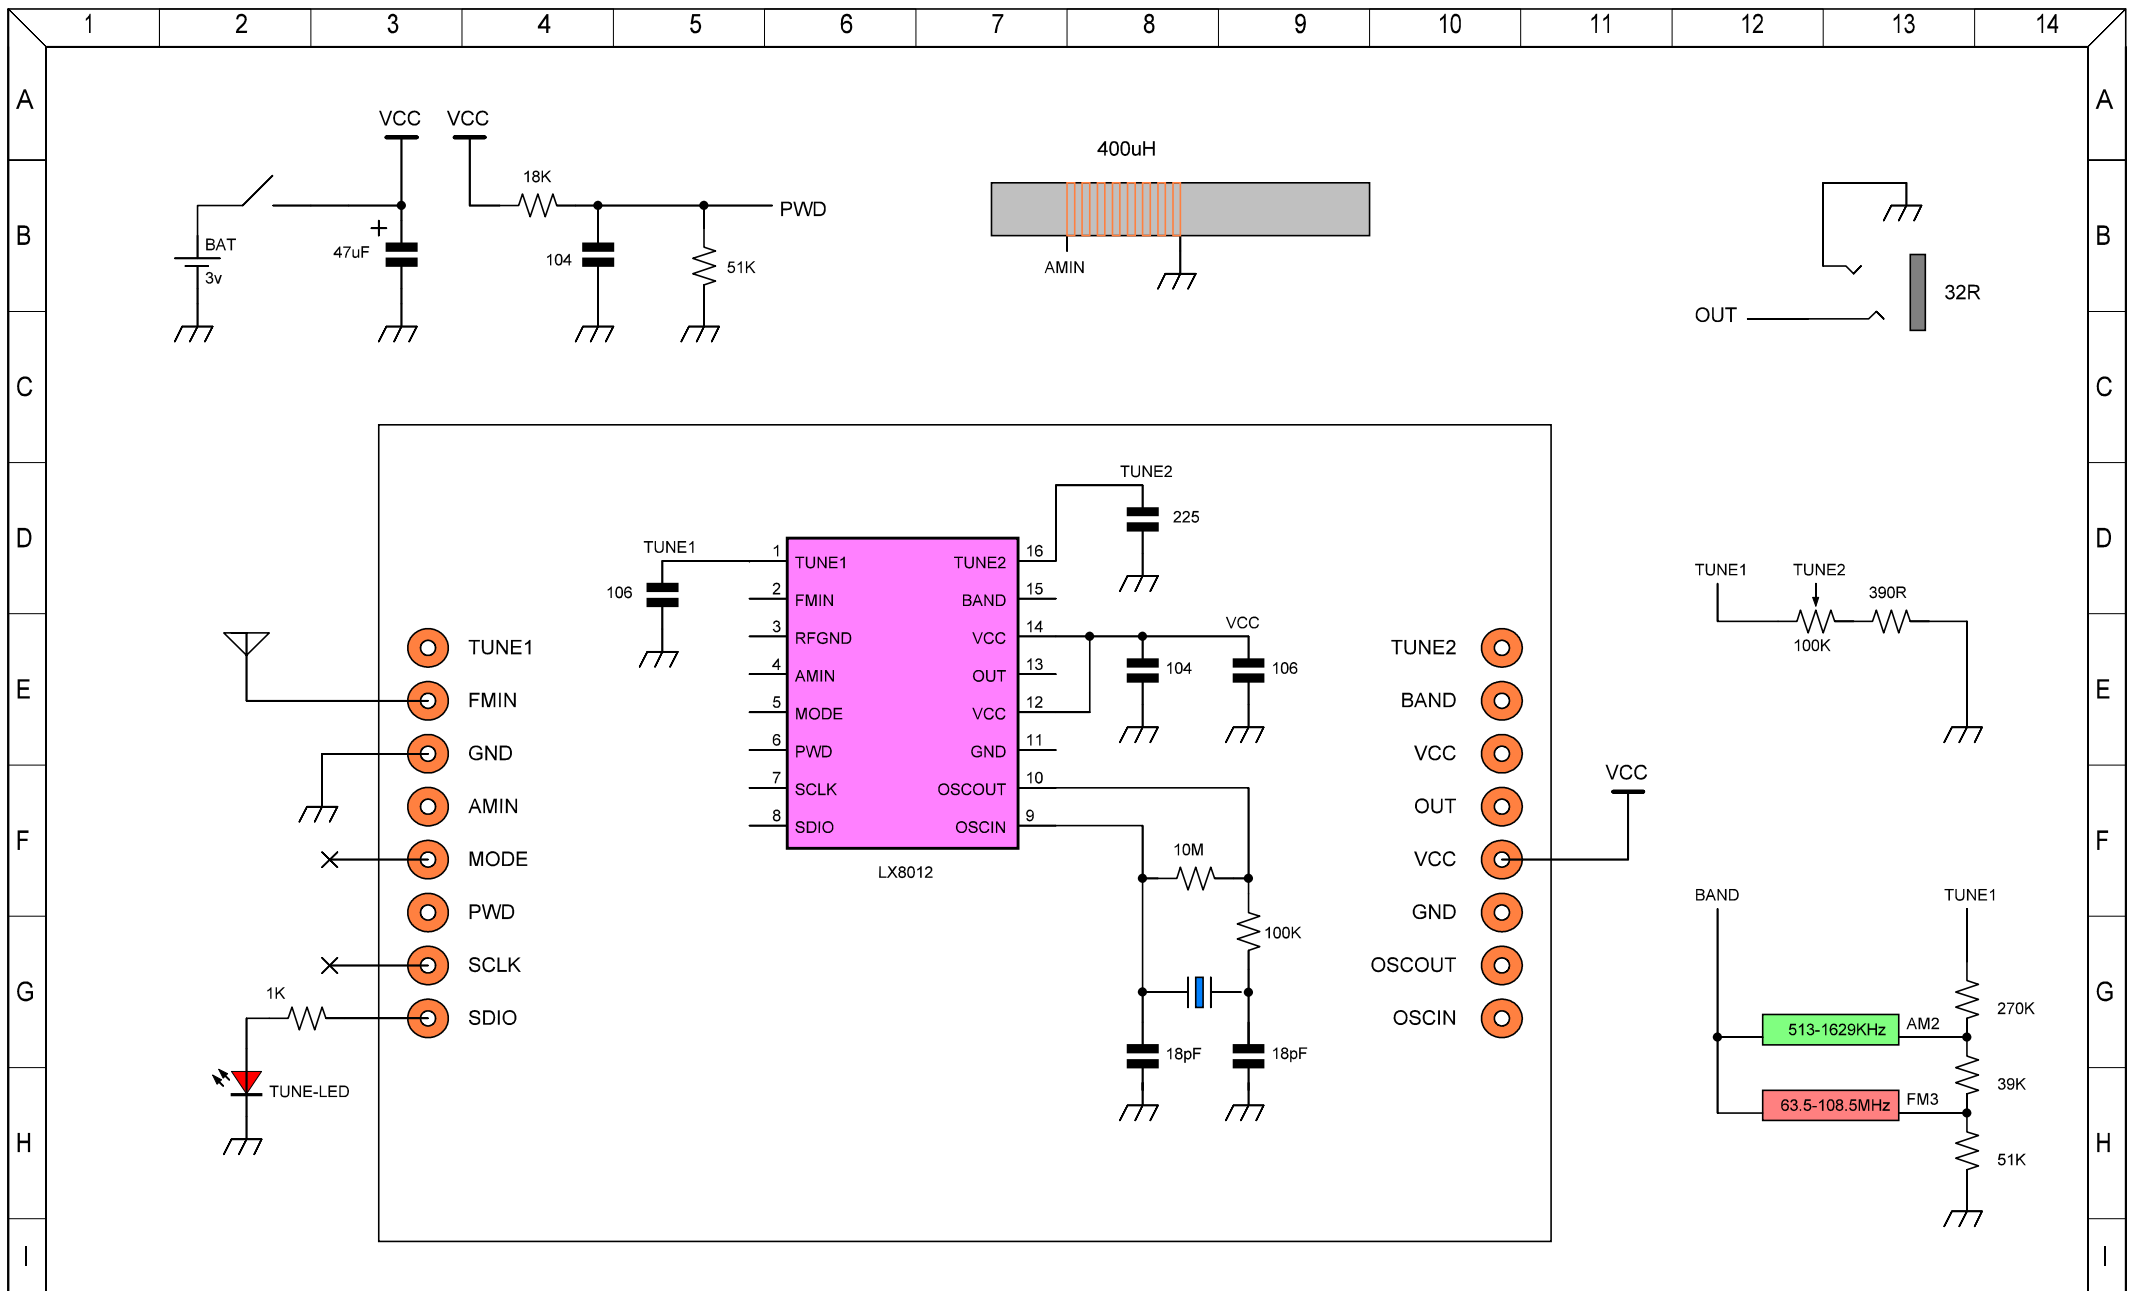 1 2 3 4 5 6 7 8 9 10 11 12 13 14
A A
VCC VCC
400uH
18K
PWD
B B
BAT
3v
47uF
+
104
51K
AMIN
32R
OUT
C C
TUNE2
225
D D
TUNE1
106
1 TUNE1 TUNE2 16
2 FMIN BAND 15
3 RFGND VCC 14
4 AMIN OUT 13
5 MODE VCC 12
6 PWD GND 11
7 SCLK OSCOUT 10
8 SDIO OSCIN 9
LX8012
VCC
104
106
TUNE1 TUNE2 390R
100K
E E
TUNE1
FMIN
GND
AMIN
MODE
PWD
SCLK
SDIO
TUNE2
BAND
VCC
OUT
VCC
GND
OSCOUT
OSCIN
VCC
F F
10M
100K
18pF 18pF
BAND TUNE1
G G
1K
TUNE-LED
270K
513-1629KHz AM2
39K
63.5-108.5MHz FM3
51K
H H
I I